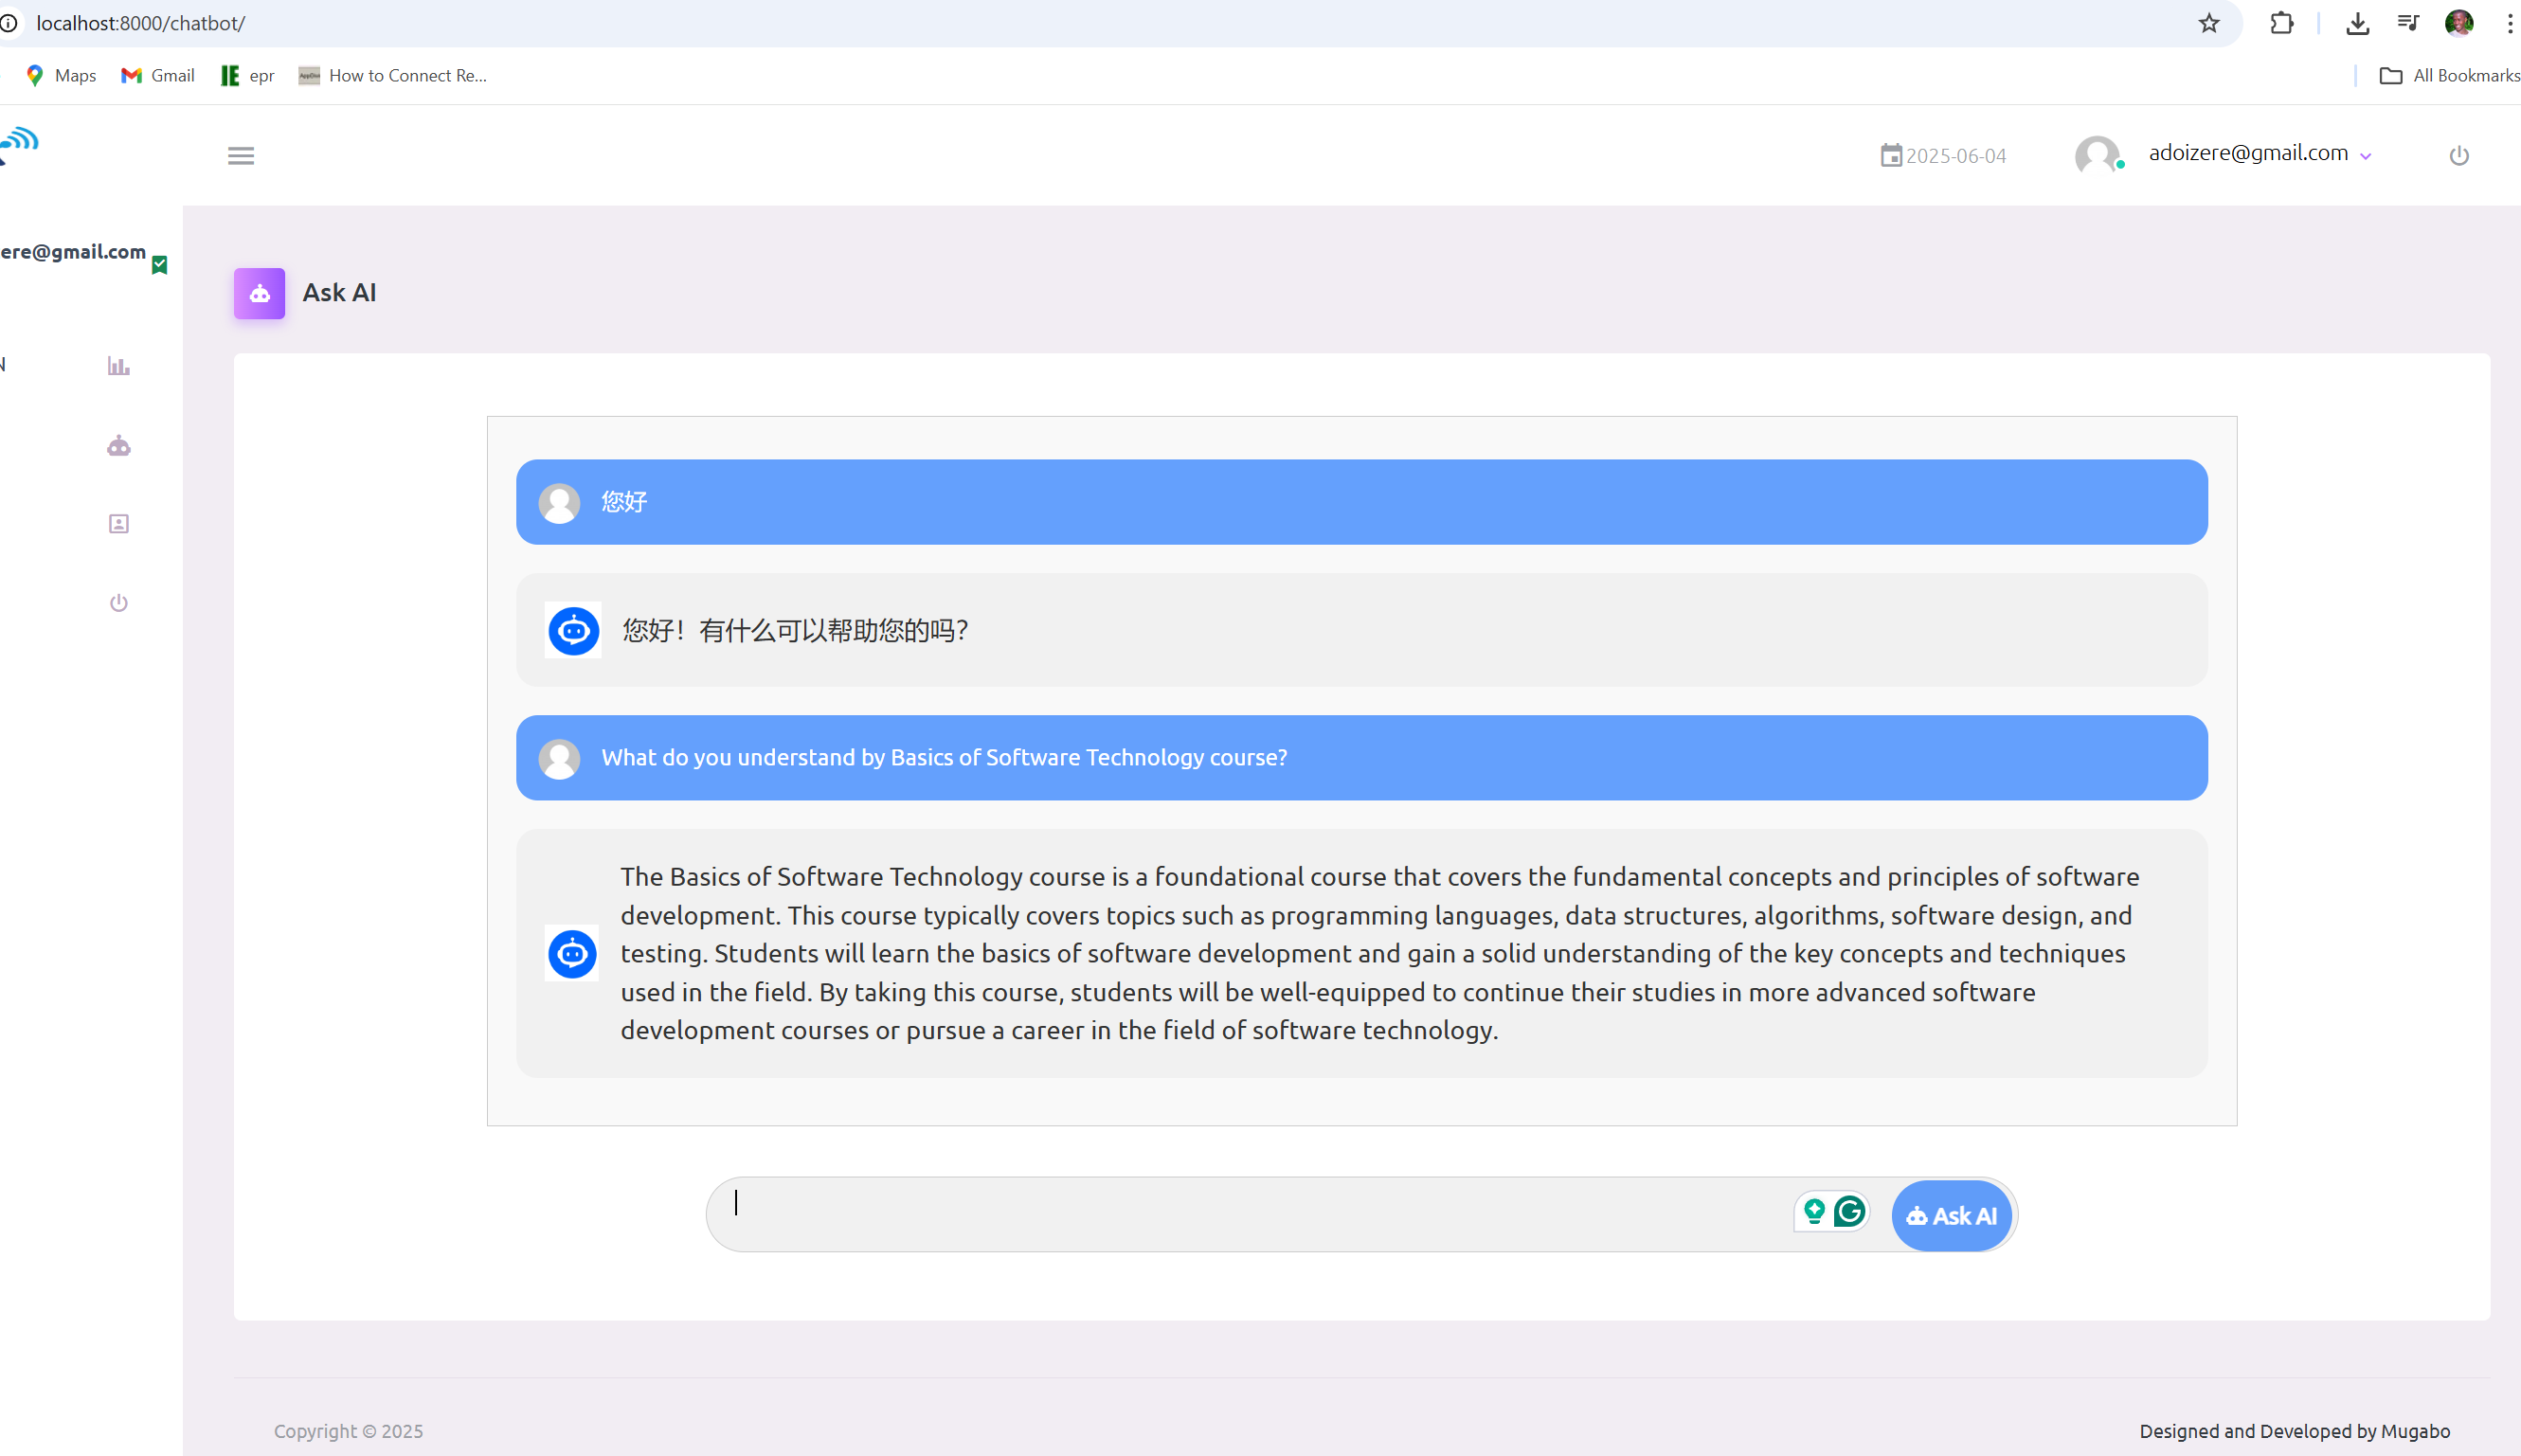 localhost:8000/chatbot/
Maps Gmail epr How to Connect Re... All Bookmarks
2025-06-04 adoizere@gmail.com
ere@gmail.com
Ask AI
N
您好
您好！有什么可以帮助您的吗？
What do you understand by Basics of Software Technology course?
The Basics of Software Technology course is a foundational course that covers the fundamental concepts and principles of software
development. This course typically covers topics such as programming languages, data structures, algorithms, software design, and
testing. Students will learn the basics of software development and gain a solid understanding of the key concepts and techniques
used in the field. By taking this course, students will be well-equipped to continue their studies in more advanced software
development courses or pursue a career in the field of software technology.
Ask AI
Copyright © 2025 Designed and Developed by Mugabo